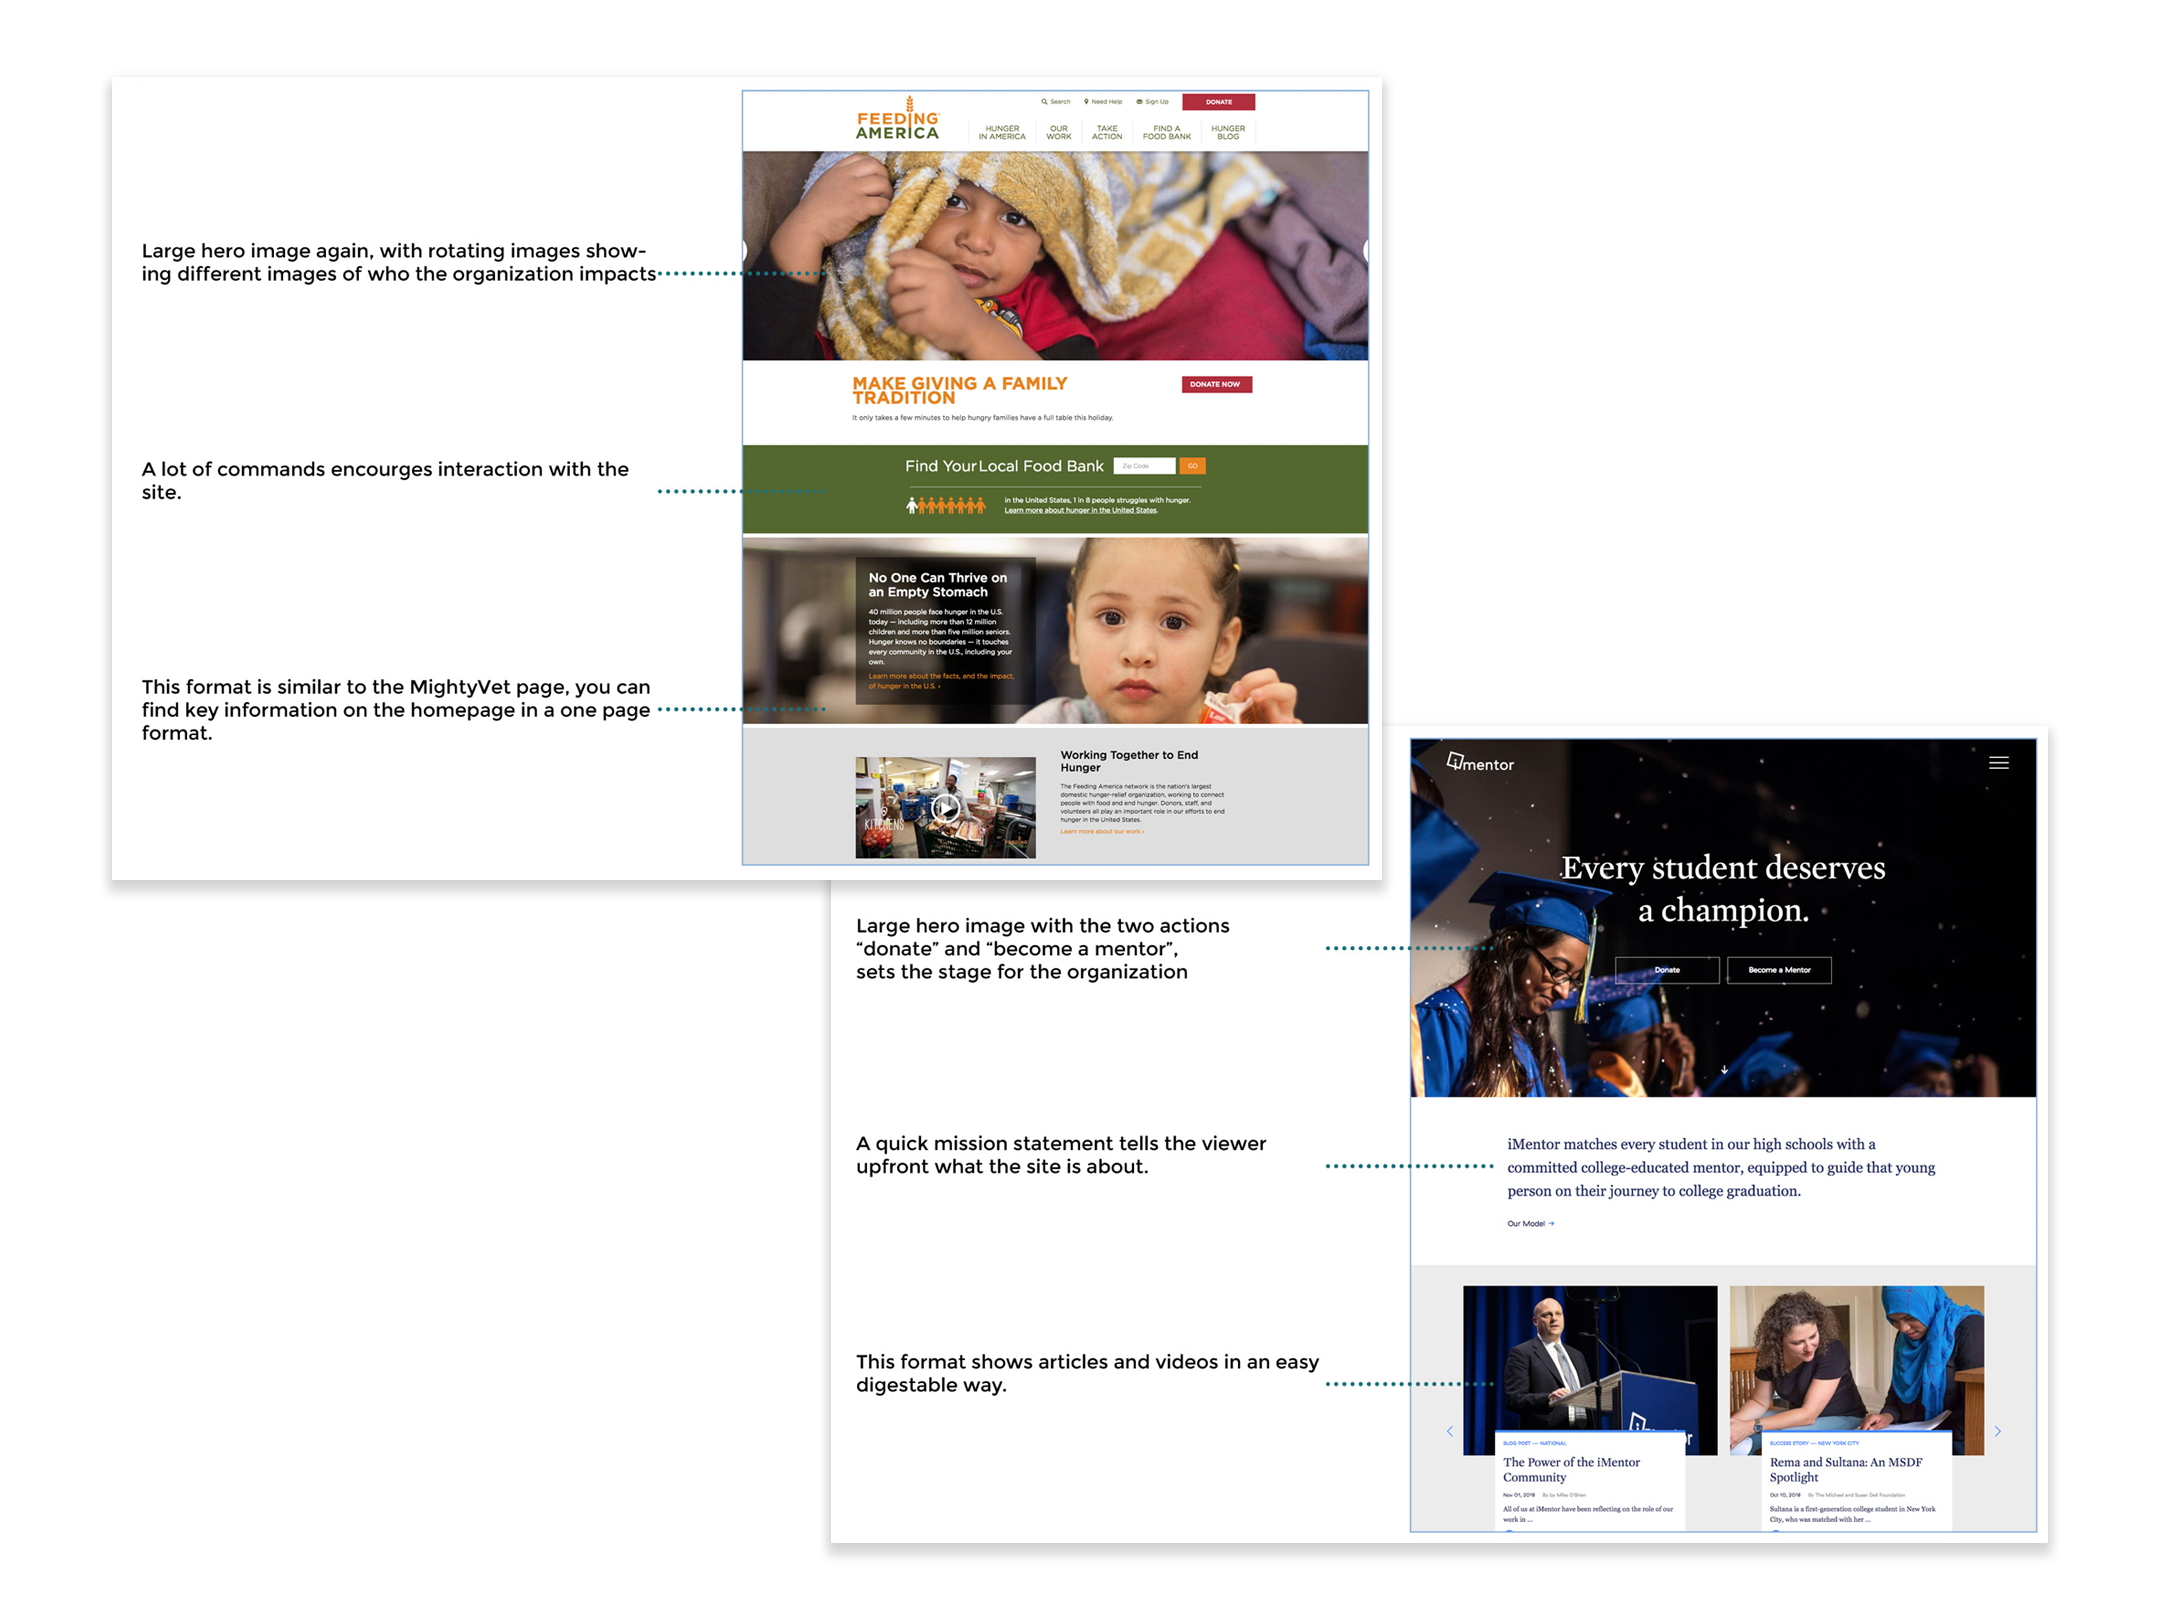 Large hero image again, with rotating images show-
ing different images of who the organization impacts
A lot of commands encourges interaction with the
site.
This format is similar to the MightyVet page, you can
find key information on the homepage in a one page
format.
FEEDING
AMERICA
Search Need Help Sign Up DONATE
HUNGER
IN AMERICA
OUR
WORK
TAKE
ACTION
FIND A
FOOD BANK
HUNGER
BLOG
MAKE GIVING A FAMILY
TRADITION
DONATE NOW
It only takes a few minutes to help hungry families have a full table this holiday.
Find Your Local Food Bank Zip Code GO
in the United States, 1 in 8 people struggles with hunger.
Learn more about hunger in the United States.
No One Can Thrive on
an Empty Stomach
40 million people face hunger in the U.S.
today — including more than 12 million
children and more than five million seniors.
Hunger knows no boundaries — it touches
every community in the U.S., including your
own.
Learn more about the facts, and the impact,
of hunger in the U.S. ›
KITCHENS
FEEDING
Working Together to End
Hunger
The Feeding America network is the nation's largest
domestic hunger-relief organization, working to connect
people with food and end hunger. Donors, staff, and
volunteers all play an important role in our efforts to end
hunger in the United States.
Learn more about our work ›
Large hero image with the two actions
“donate” and “become a mentor”,
sets the stage for the organization
A quick mission statement tells the viewer
upfront what the site is about.
This format shows articles and videos in an easy
digestable way.
iMentor
Every student deserves
a champion.
Donate Become a Mentor
iMentor matches every student in our high schools with a
committed college-educated mentor, equipped to guide that young
person on their journey to college graduation.
Our Model →
BLOG POST — NATIONAL
The Power of the iMentor
Community
Nov 01, 2018 By by Mike O'Brien
All of us at iMentor have been reflecting on the role of our
work in ...
SUCCESS STORY — NEW YORK CITY
Rema and Sultana: An MSDF
Spotlight
Oct 10, 2018 By The Michael and Susan Dell Foundation
Sultana is a first-generation college student in New York
City, who was matched with her ...